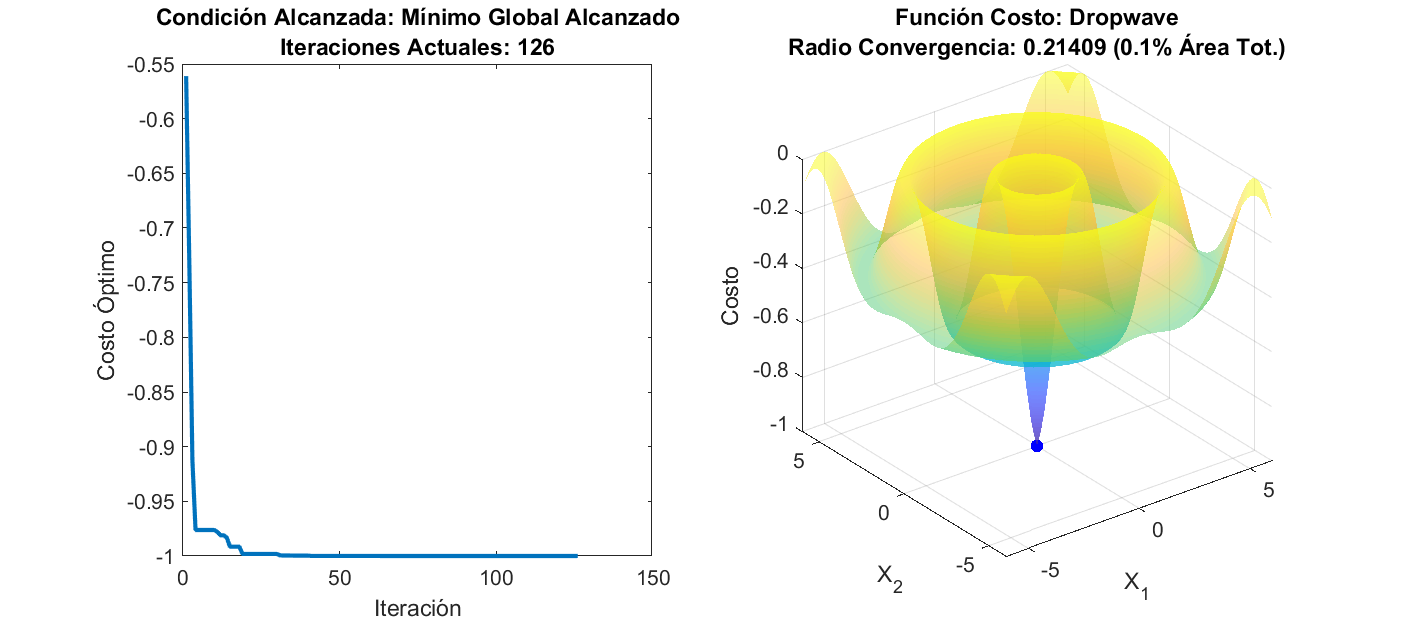 Condición Alcanzada: Mínimo Global Alcanzado
Iteraciones Actuales: 126
-0.55
-0.6
-0.65
-0.7
-0.75
-0.8
-0.85
-0.9
-0.95
-1
0
50
100
150
Costo Óptimo
Iteración
Función Costo: Dropwave
Radio Convergencia: 0.21409 (0.1% Área Tot.)
0
-0.2
-0.4
-0.6
-0.8
-1
Costo
5
0
-5
X2
-5
0
5
X1